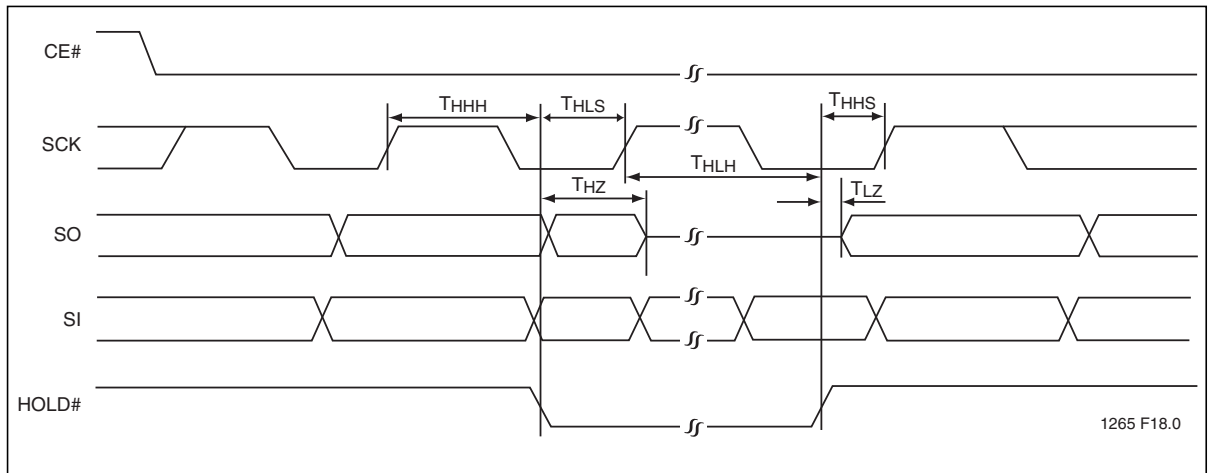 CE#
THHH
THLS
THHS
SCK
THLH
THZ
TLZ
SO
SI
HOLD#
1265 F18.0